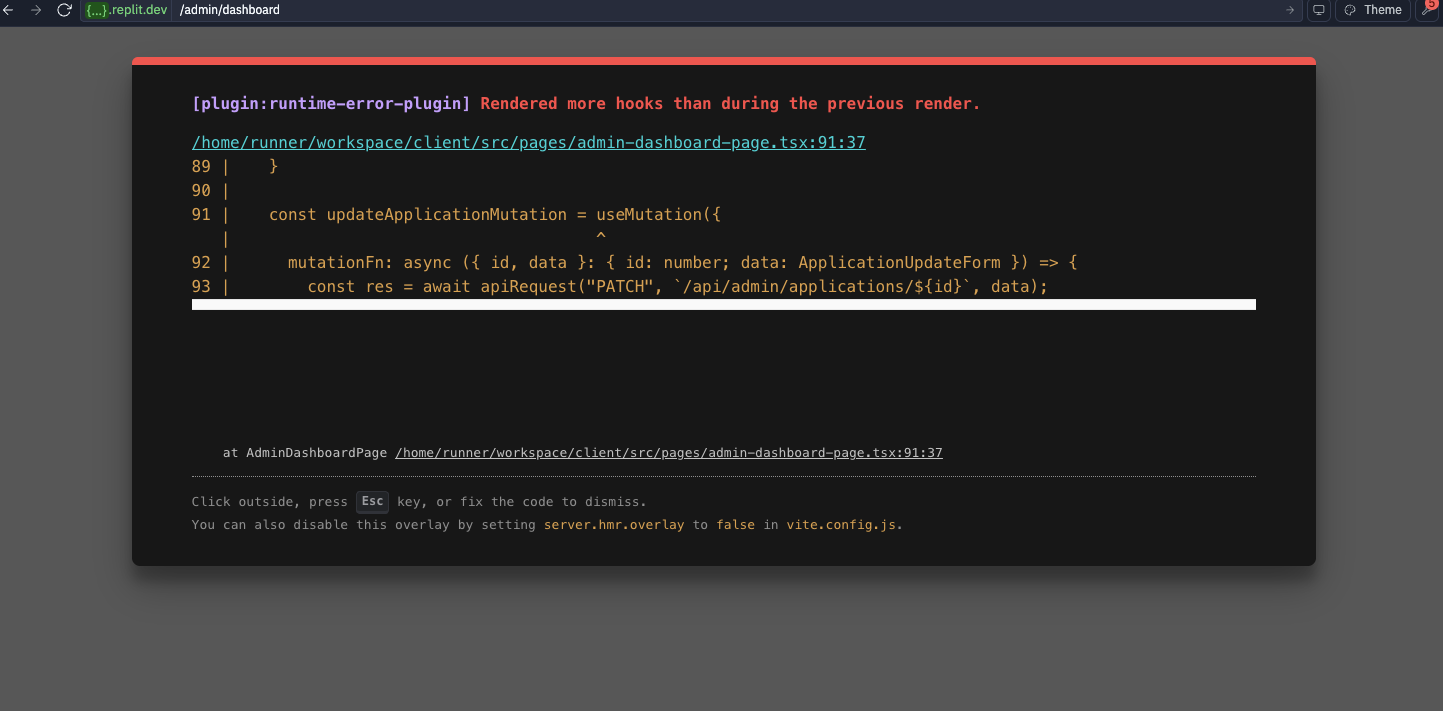 {...}.replit.dev /admin/dashboard Theme 5
[plugin:runtime-error-plugin] Rendered more hooks than during the previous render.
/home/runner/workspace/client/src/pages/admin-dashboard-page.tsx:91:37
89 |    }
90 |
91 |    const updateApplicationMutation = useMutation({
   |                                      ^
92 |      mutationFn: async ({ id, data }: { id: number; data: ApplicationUpdateForm }) => {
93 |        const res = await apiRequest("PATCH", `/api/admin/applications/${id}`, data);
at AdminDashboardPage /home/runner/workspace/client/src/pages/admin-dashboard-page.tsx:91:37
Click outside, press Esc key, or fix the code to dismiss.
You can also disable this overlay by setting server.hmr.overlay to false in vite.config.js.